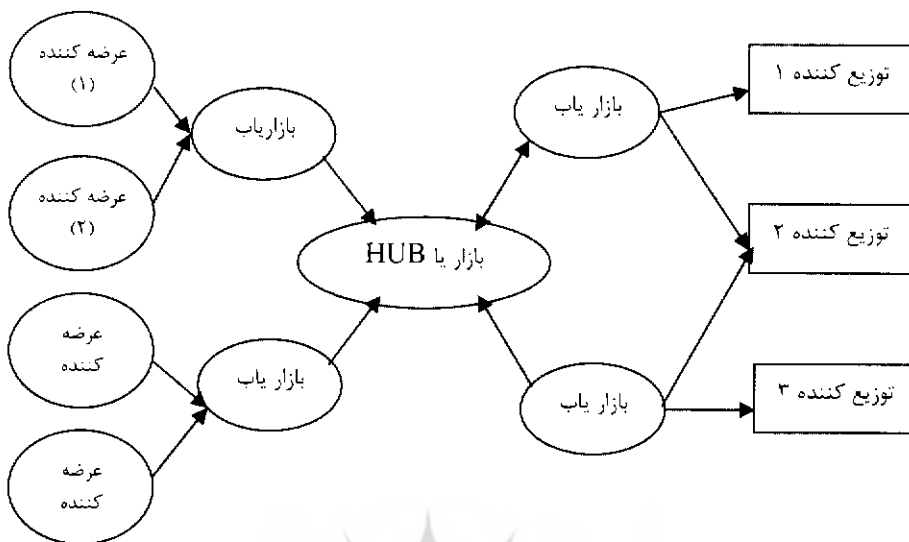 عرضه کننده
(۱)
بازاریاب
عرضه کننده
(۲)
عرضه
کننده
بازار یاب
عرضه
کننده
بازار یا HUB
بازار یاب
بازار یاب
توزیع کننده ۱
توزیع کننده ۲
توزیع کننده ۳